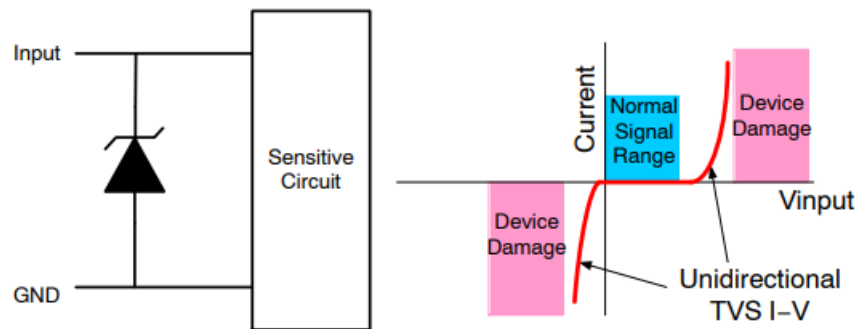 Input
GND
Sensitive
Circuit
Current
Normal
Signal
Range
Device
Damage
Vinput
Device
Damage
Unidirectional
TVS I–V